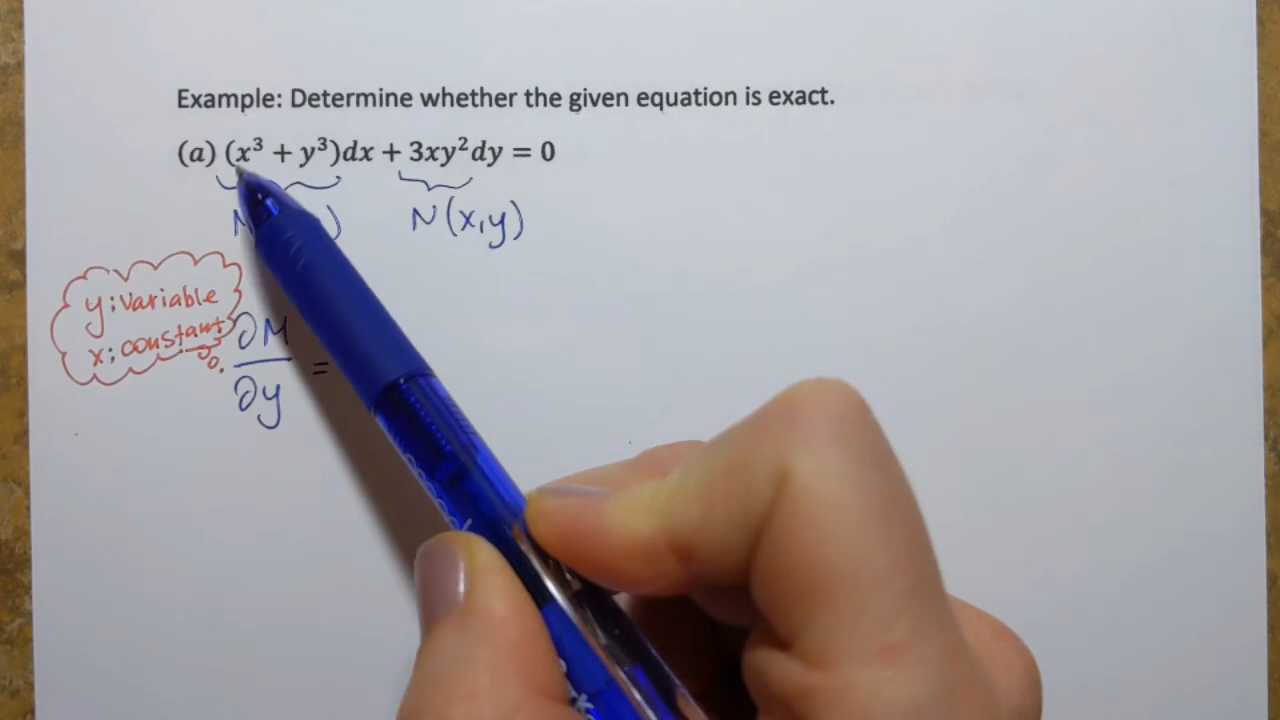 Example: Determine whether the given equation is exact.
(a) (x³ + y³)dx + 3xy²dy = 0
N(x,y)
y: variable
x: constant
∂M
∂y
=